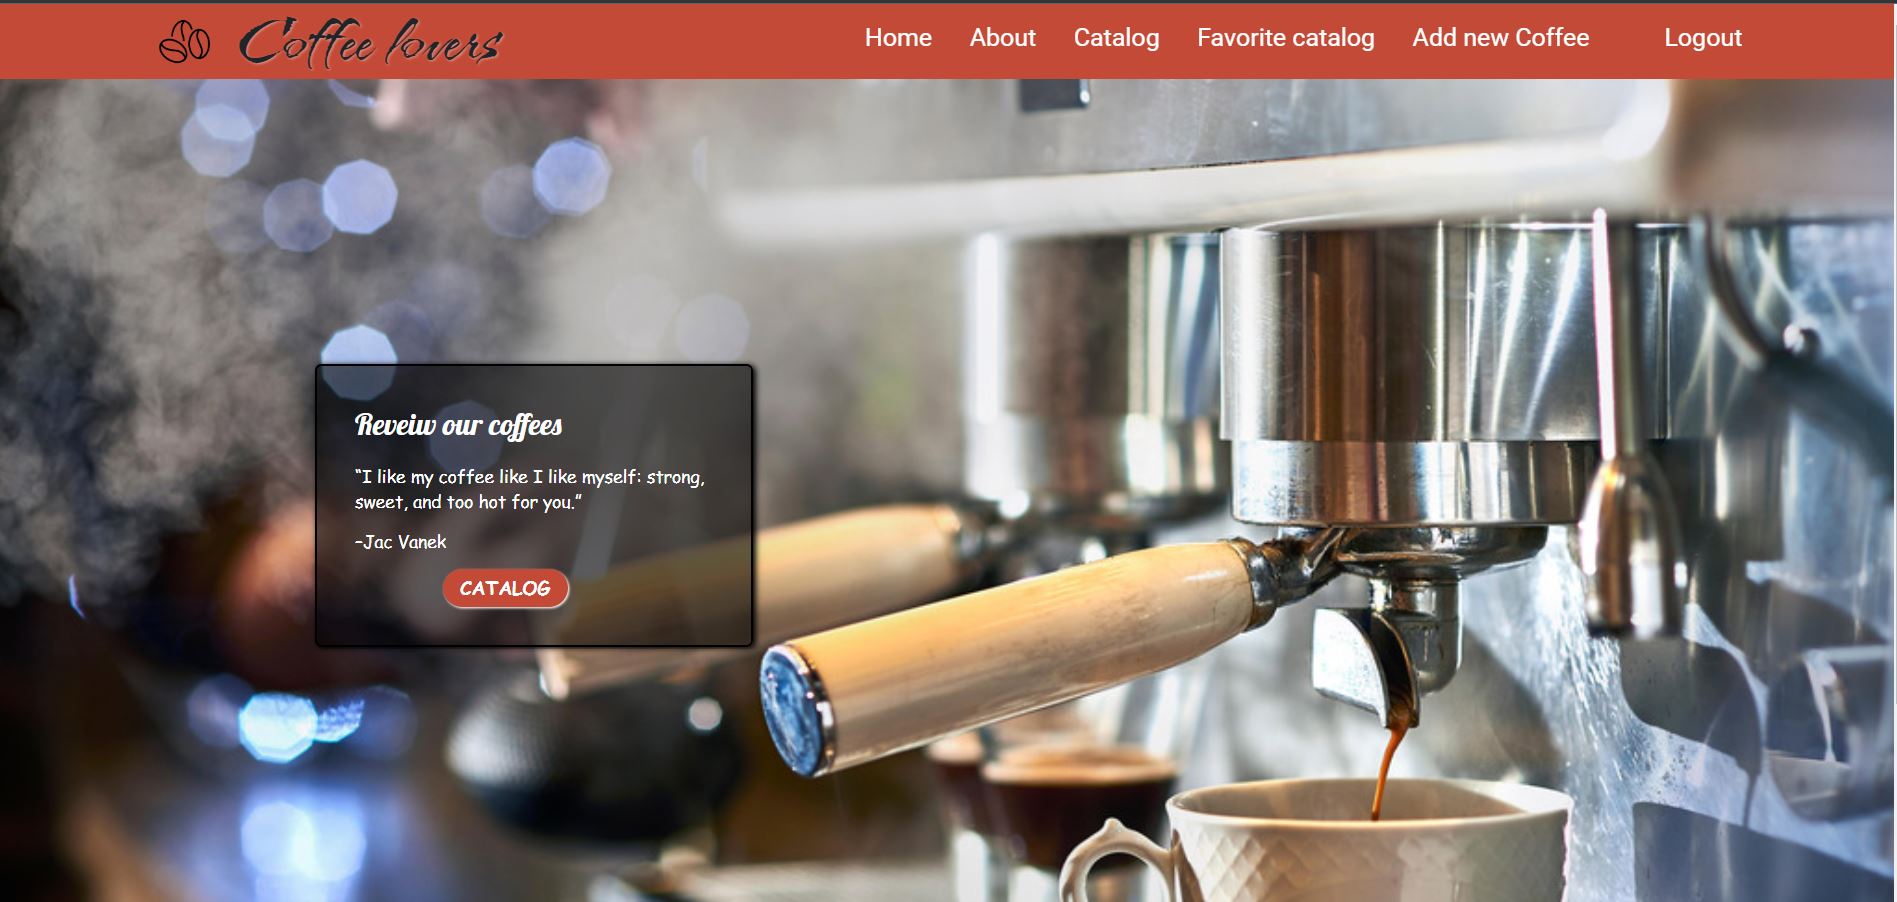 Coffee lovers
Home About Catalog Favorite catalog Add new Coffee Logout
Reveiw our coffees
“I like my coffee like I like myself: strong,
sweet, and too hot for you.”
–Jac Vanek
CATALOG